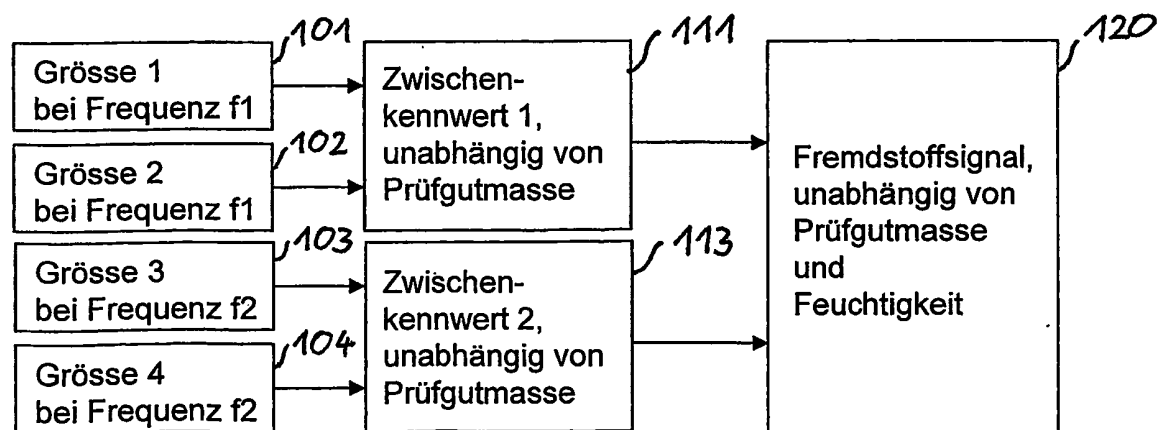 101
Grösse 1
bei Frequenz f1
102
Grösse 2
bei Frequenz f1
103
Grösse 3
bei Frequenz f2
104
Grösse 4
bei Frequenz f2
111
Zwischen-
kennwert 1,
unabhängig von
Prüfgutmasse
113
Zwischen-
kennwert 2,
unabhängig von
Prüfgutmasse
120
Fremdstoffsignal,
unabhängig von
Prüfgutmasse
und
Feuchtigkeit